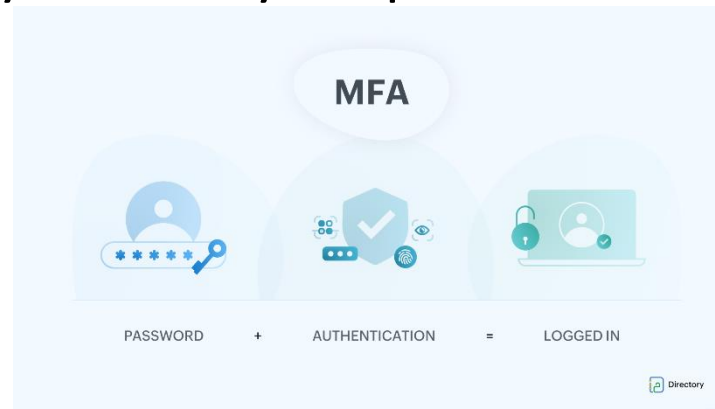 MFA
*****
PASSWORD + AUTHENTICATION = LOGGED IN
Directory